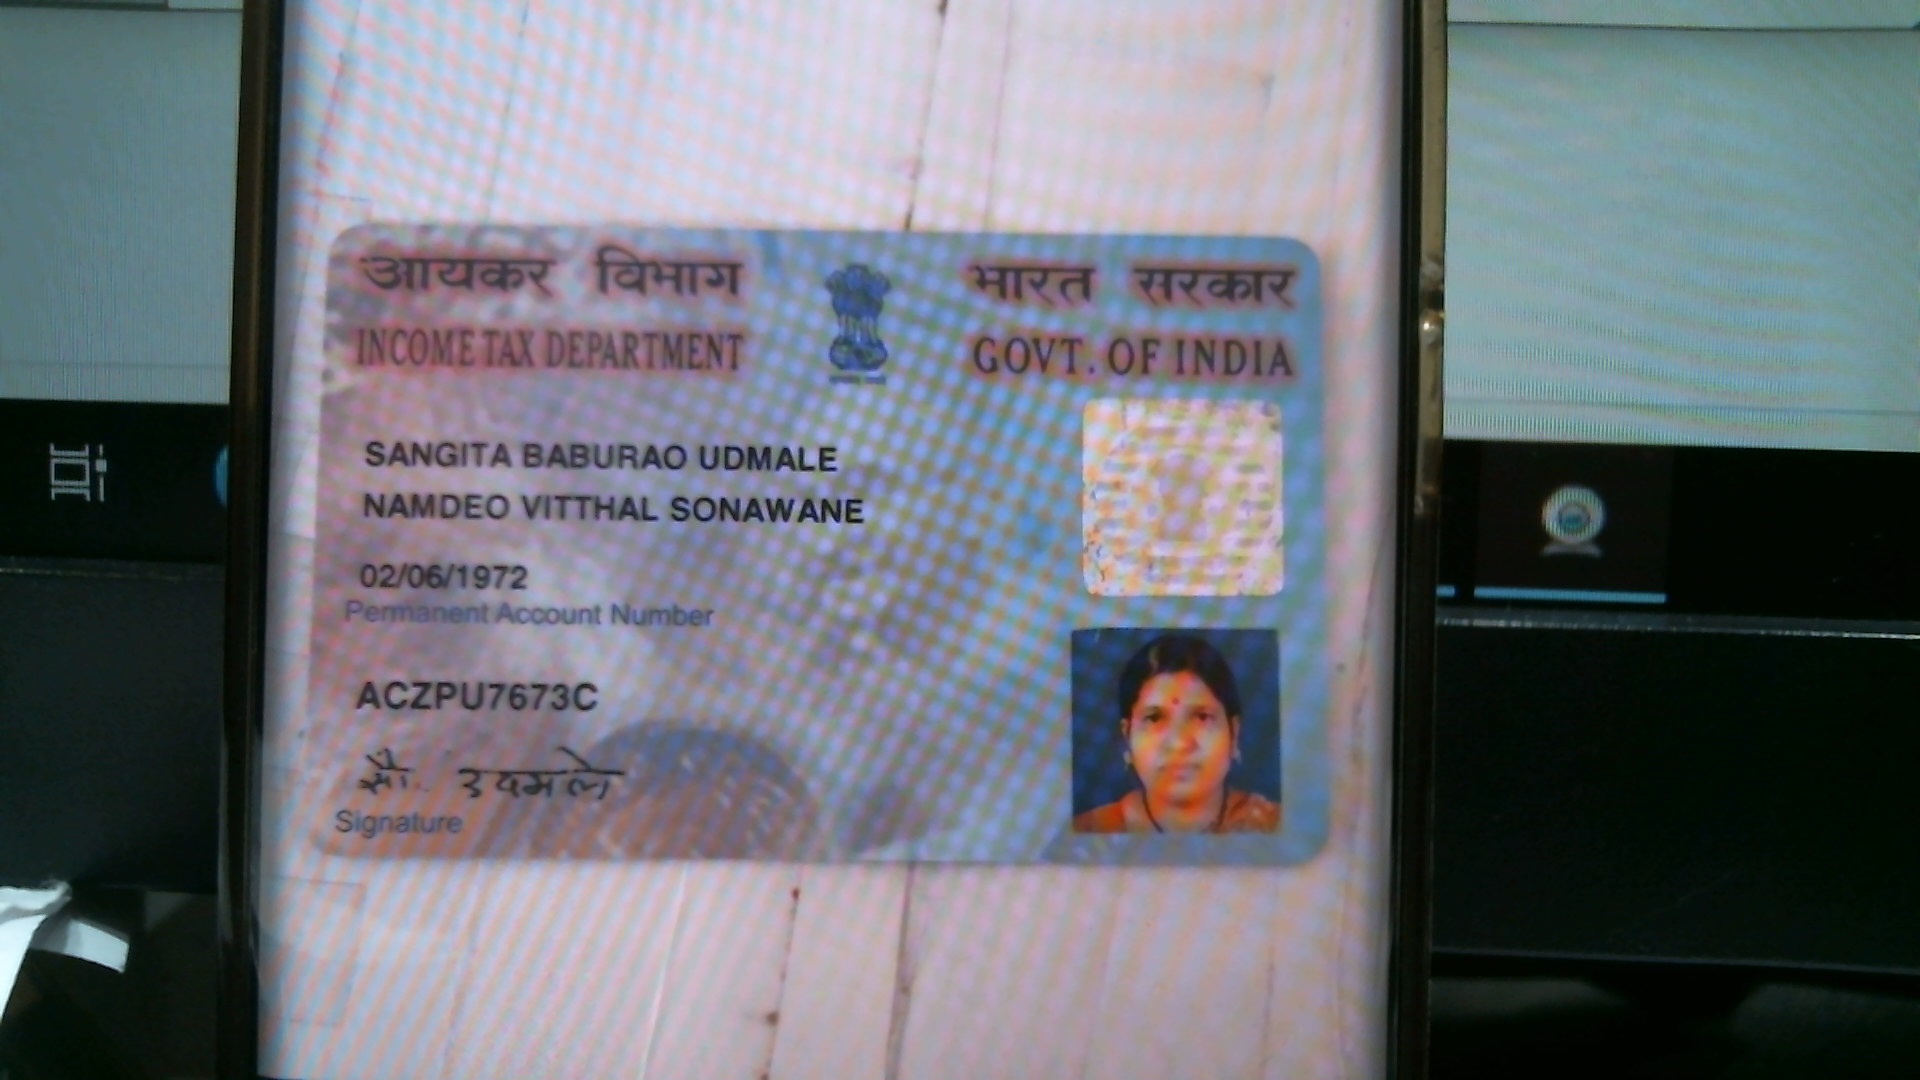 आयकर विभाग भारत सरकार
INCOME TAX DEPARTMENT GOVT. OF INDIA
SANGITA BABURAO UDMALE
NAMDEO VITTHAL SONAWANE
02/06/1972
Permanent Account Number
ACZPU7673C
सौ. उदमले
Signature